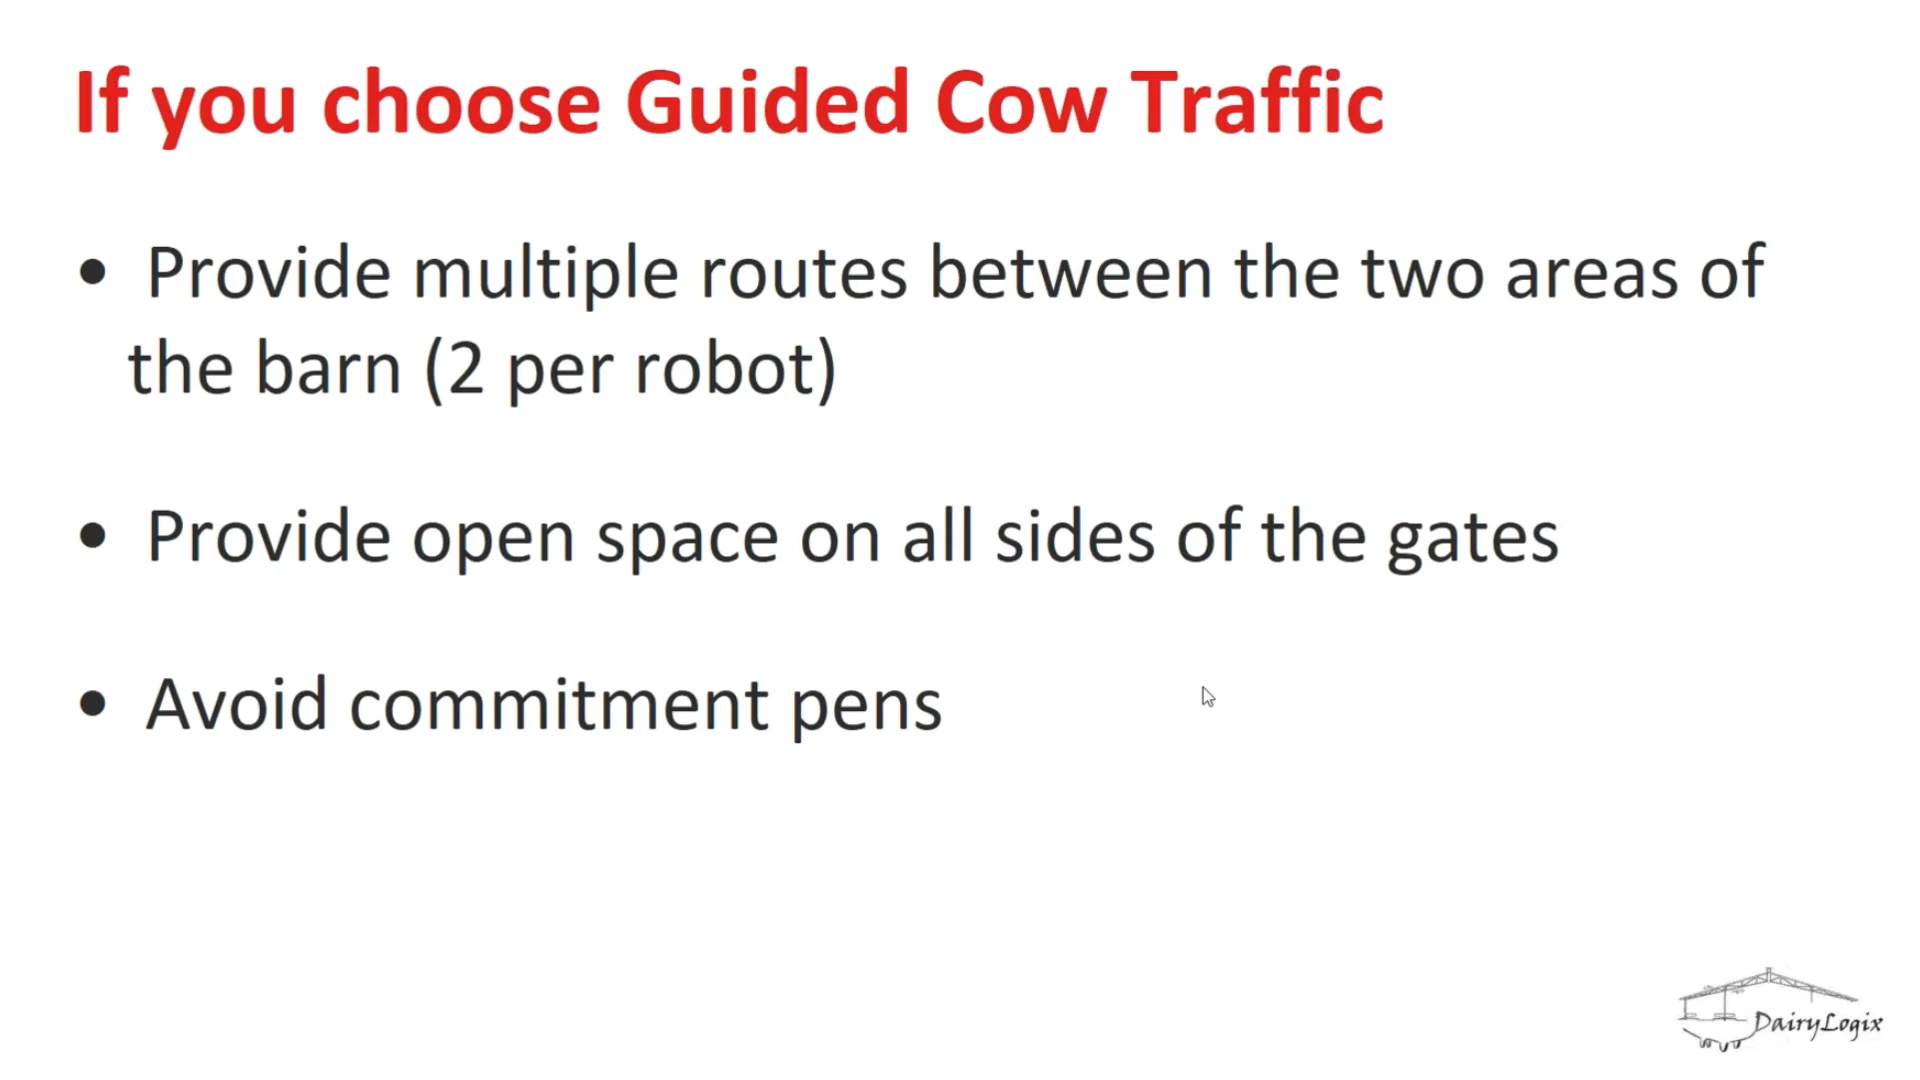 If you choose Guided Cow Traffic
• Provide multiple routes between the two areas of
the barn (2 per robot)
• Provide open space on all sides of the gates
• Avoid commitment pens
DairyLogix